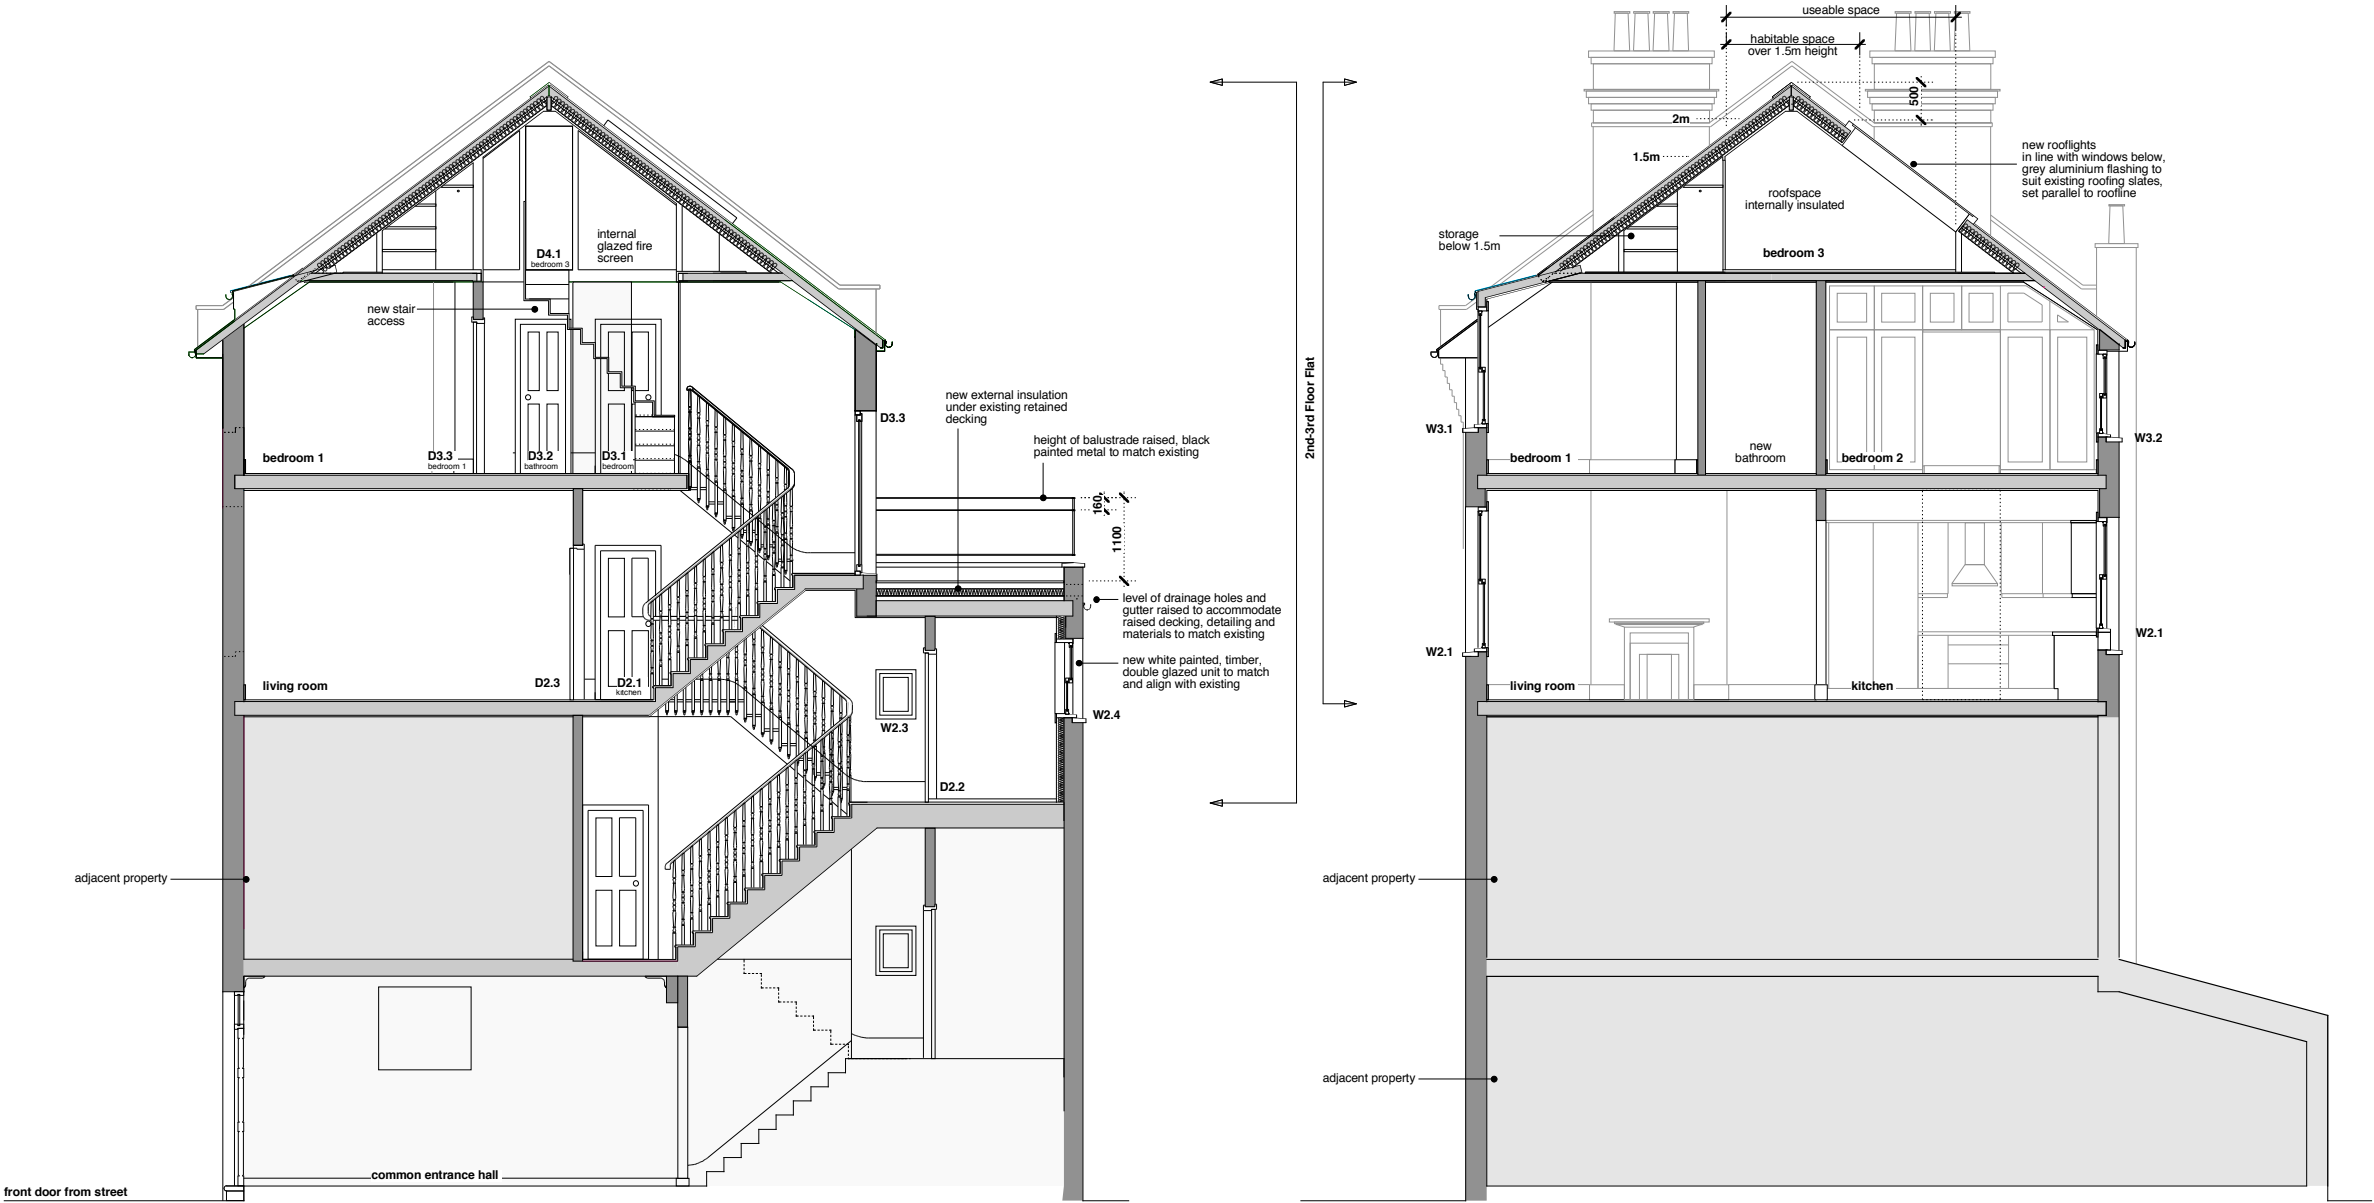 internal
glazed fire
screen
D4.1
bedroom 3
new stair
access
bedroom 1
D3.3
bedroom 1
D3.2
bathroom
D3.1
bedroom
D3.3
new external insulation
under existing retained
decking
height of balustrade raised, black
painted metal to match existing
160
1100
level of drainage holes and
gutter raised to accommodate
raised decking, detailing and
materials to match existing
new white painted, timber,
double glazed unit to match
and align with existing
living room
D2.3
D2.1
kitchen
W2.3
W2.4
D2.2
adjacent property
common entrance hall
front door from street
2nd-3rd Floor Flat
useable space
habitable space
over 1.5m height
500
2m
1.5m
new rooflights
in line with windows below,
grey aluminium flashing to
suit existing roofing slates,
set parallel to roofline
roofspace
internally insulated
storage
below 1.5m
bedroom 3
W3.1
W3.2
bedroom 1
new
bathroom
bedroom 2
W2.1
W2.1
living room
kitchen
adjacent property
adjacent property